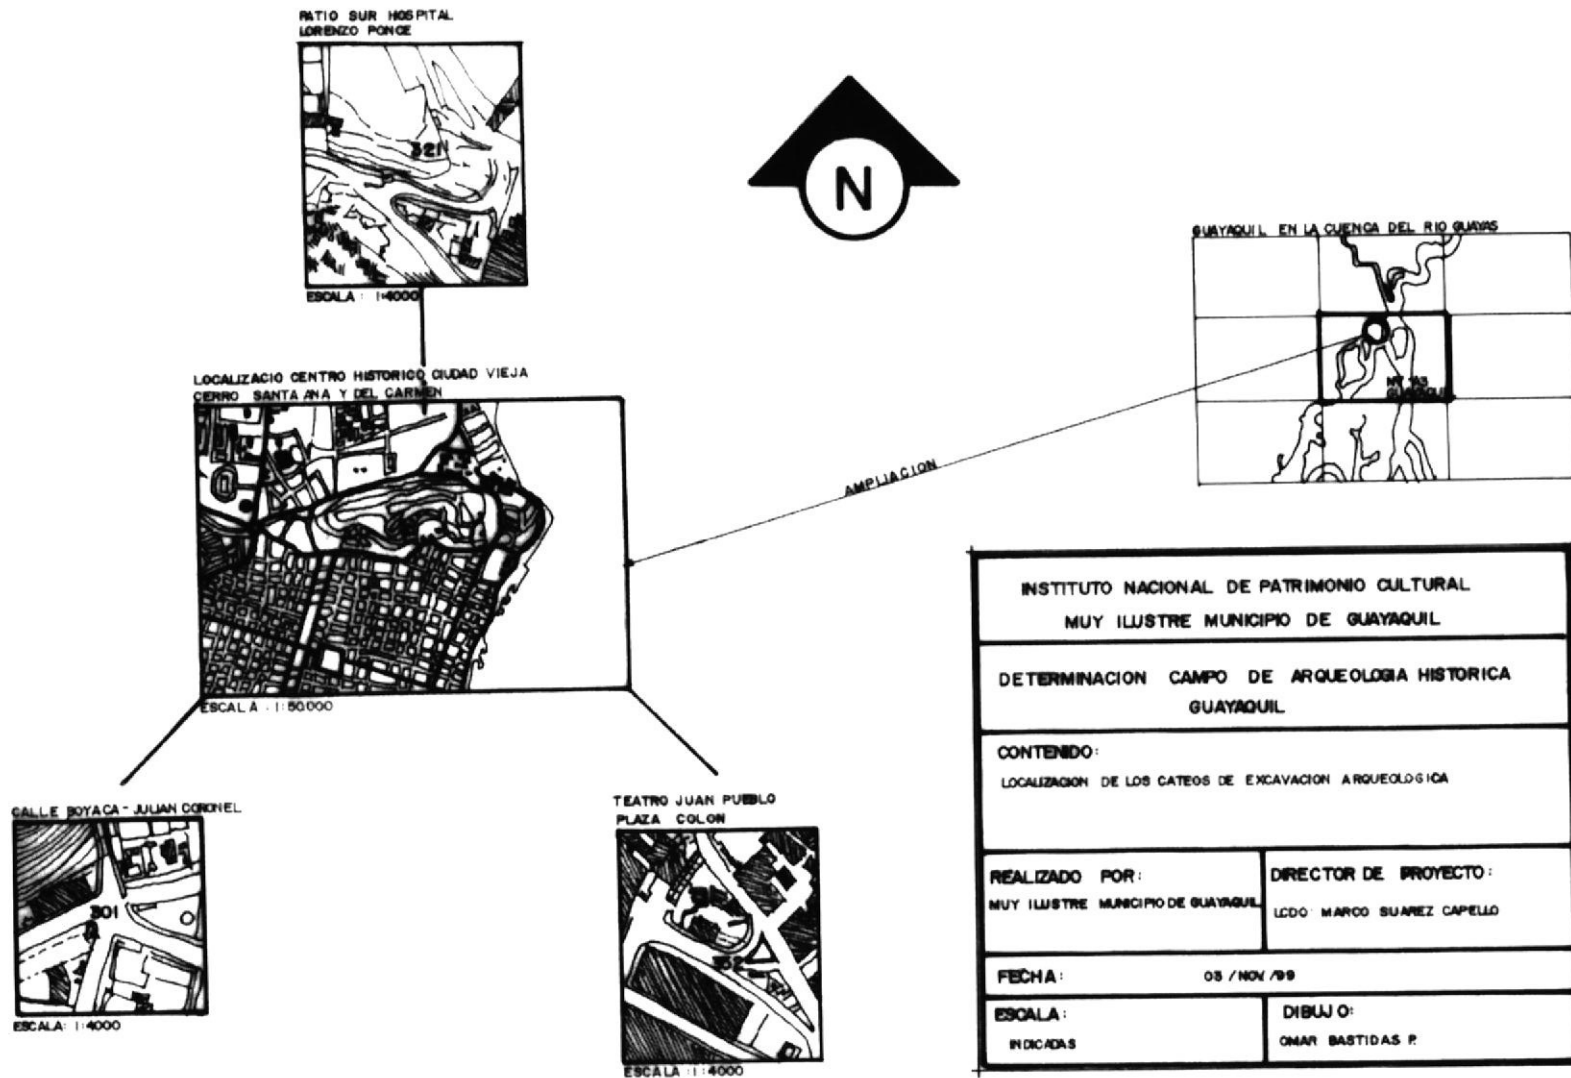 PATIO SUR HOSPITAL
LORENZO PONCE
321
ESCALA: 1:4000
N
GUAYAQUIL EN LA CUENCA DEL RIO GUAYAS
GUAYAQUIL
AMPLIACION
LOCALIZACIO CENTRO HISTORICO CIUDAD VIEJA
CERRO SANTA ANA Y DEL CARMEN
ESCALA: 1:50.000
CALLE BOYACA - JULIAN CORONEL
301
ESCALA: 1:4000
TEATRO JUAN PUEBLO
PLAZA COLON
332
ESCALA: 1:4000
INSTITUTO NACIONAL DE PATRIMONIO CULTURAL
MUY ILUSTRE MUNICIPIO DE GUAYAQUIL
DETERMINACION CAMPO DE ARQUEOLOGIA HISTORICA
GUAYAQUIL
CONTENIDO:
LOCALIZACION DE LOS CATEOS DE EXCAVACION ARQUEOLOGICA
REALIZADO POR:
MUY ILUSTRE MUNICIPIO DE GUAYAQUIL
DIRECTOR DE PROYECTO:
LCDO. MARCO SUAREZ CAPELLO
FECHA: 03/NOV/99
ESCALA:
INDICADAS
DIBUJO:
OMAR BASTIDAS P.